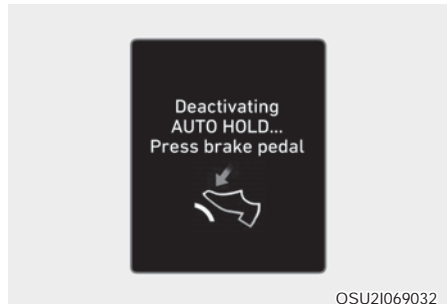 Deactivating
AUTO HOLD...
Press brake pedal
OSU2I069032